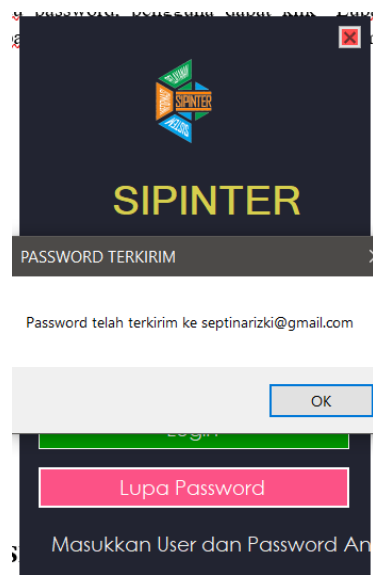 SIPINTER
SIPINTER
PASSWORD TERKIRIM
Password telah terkirim ke septinarizki@gmail.com
OK
Login
Lupa Password
Masukkan User dan Password An